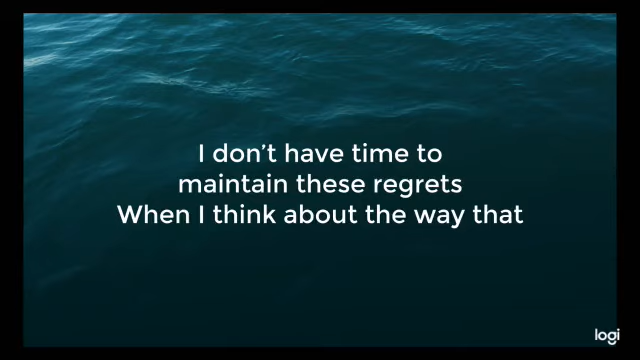 I don't have time to
maintain these regrets
When I think about the way that
logi